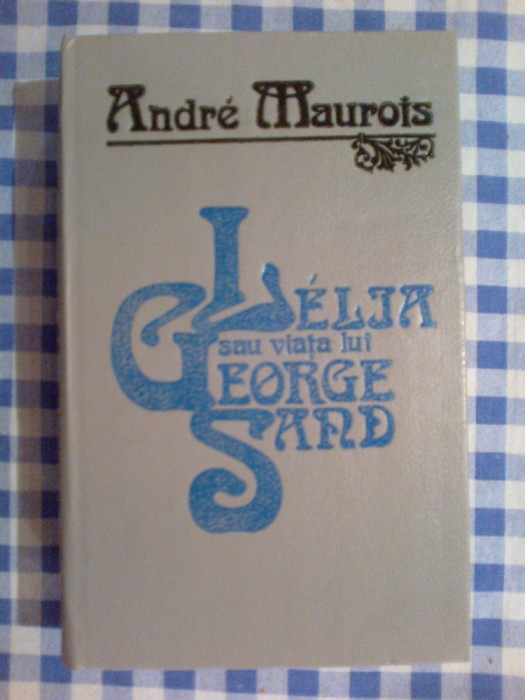 André Maurois
LÉLIA
sau viața lui
GEORGE
SAND